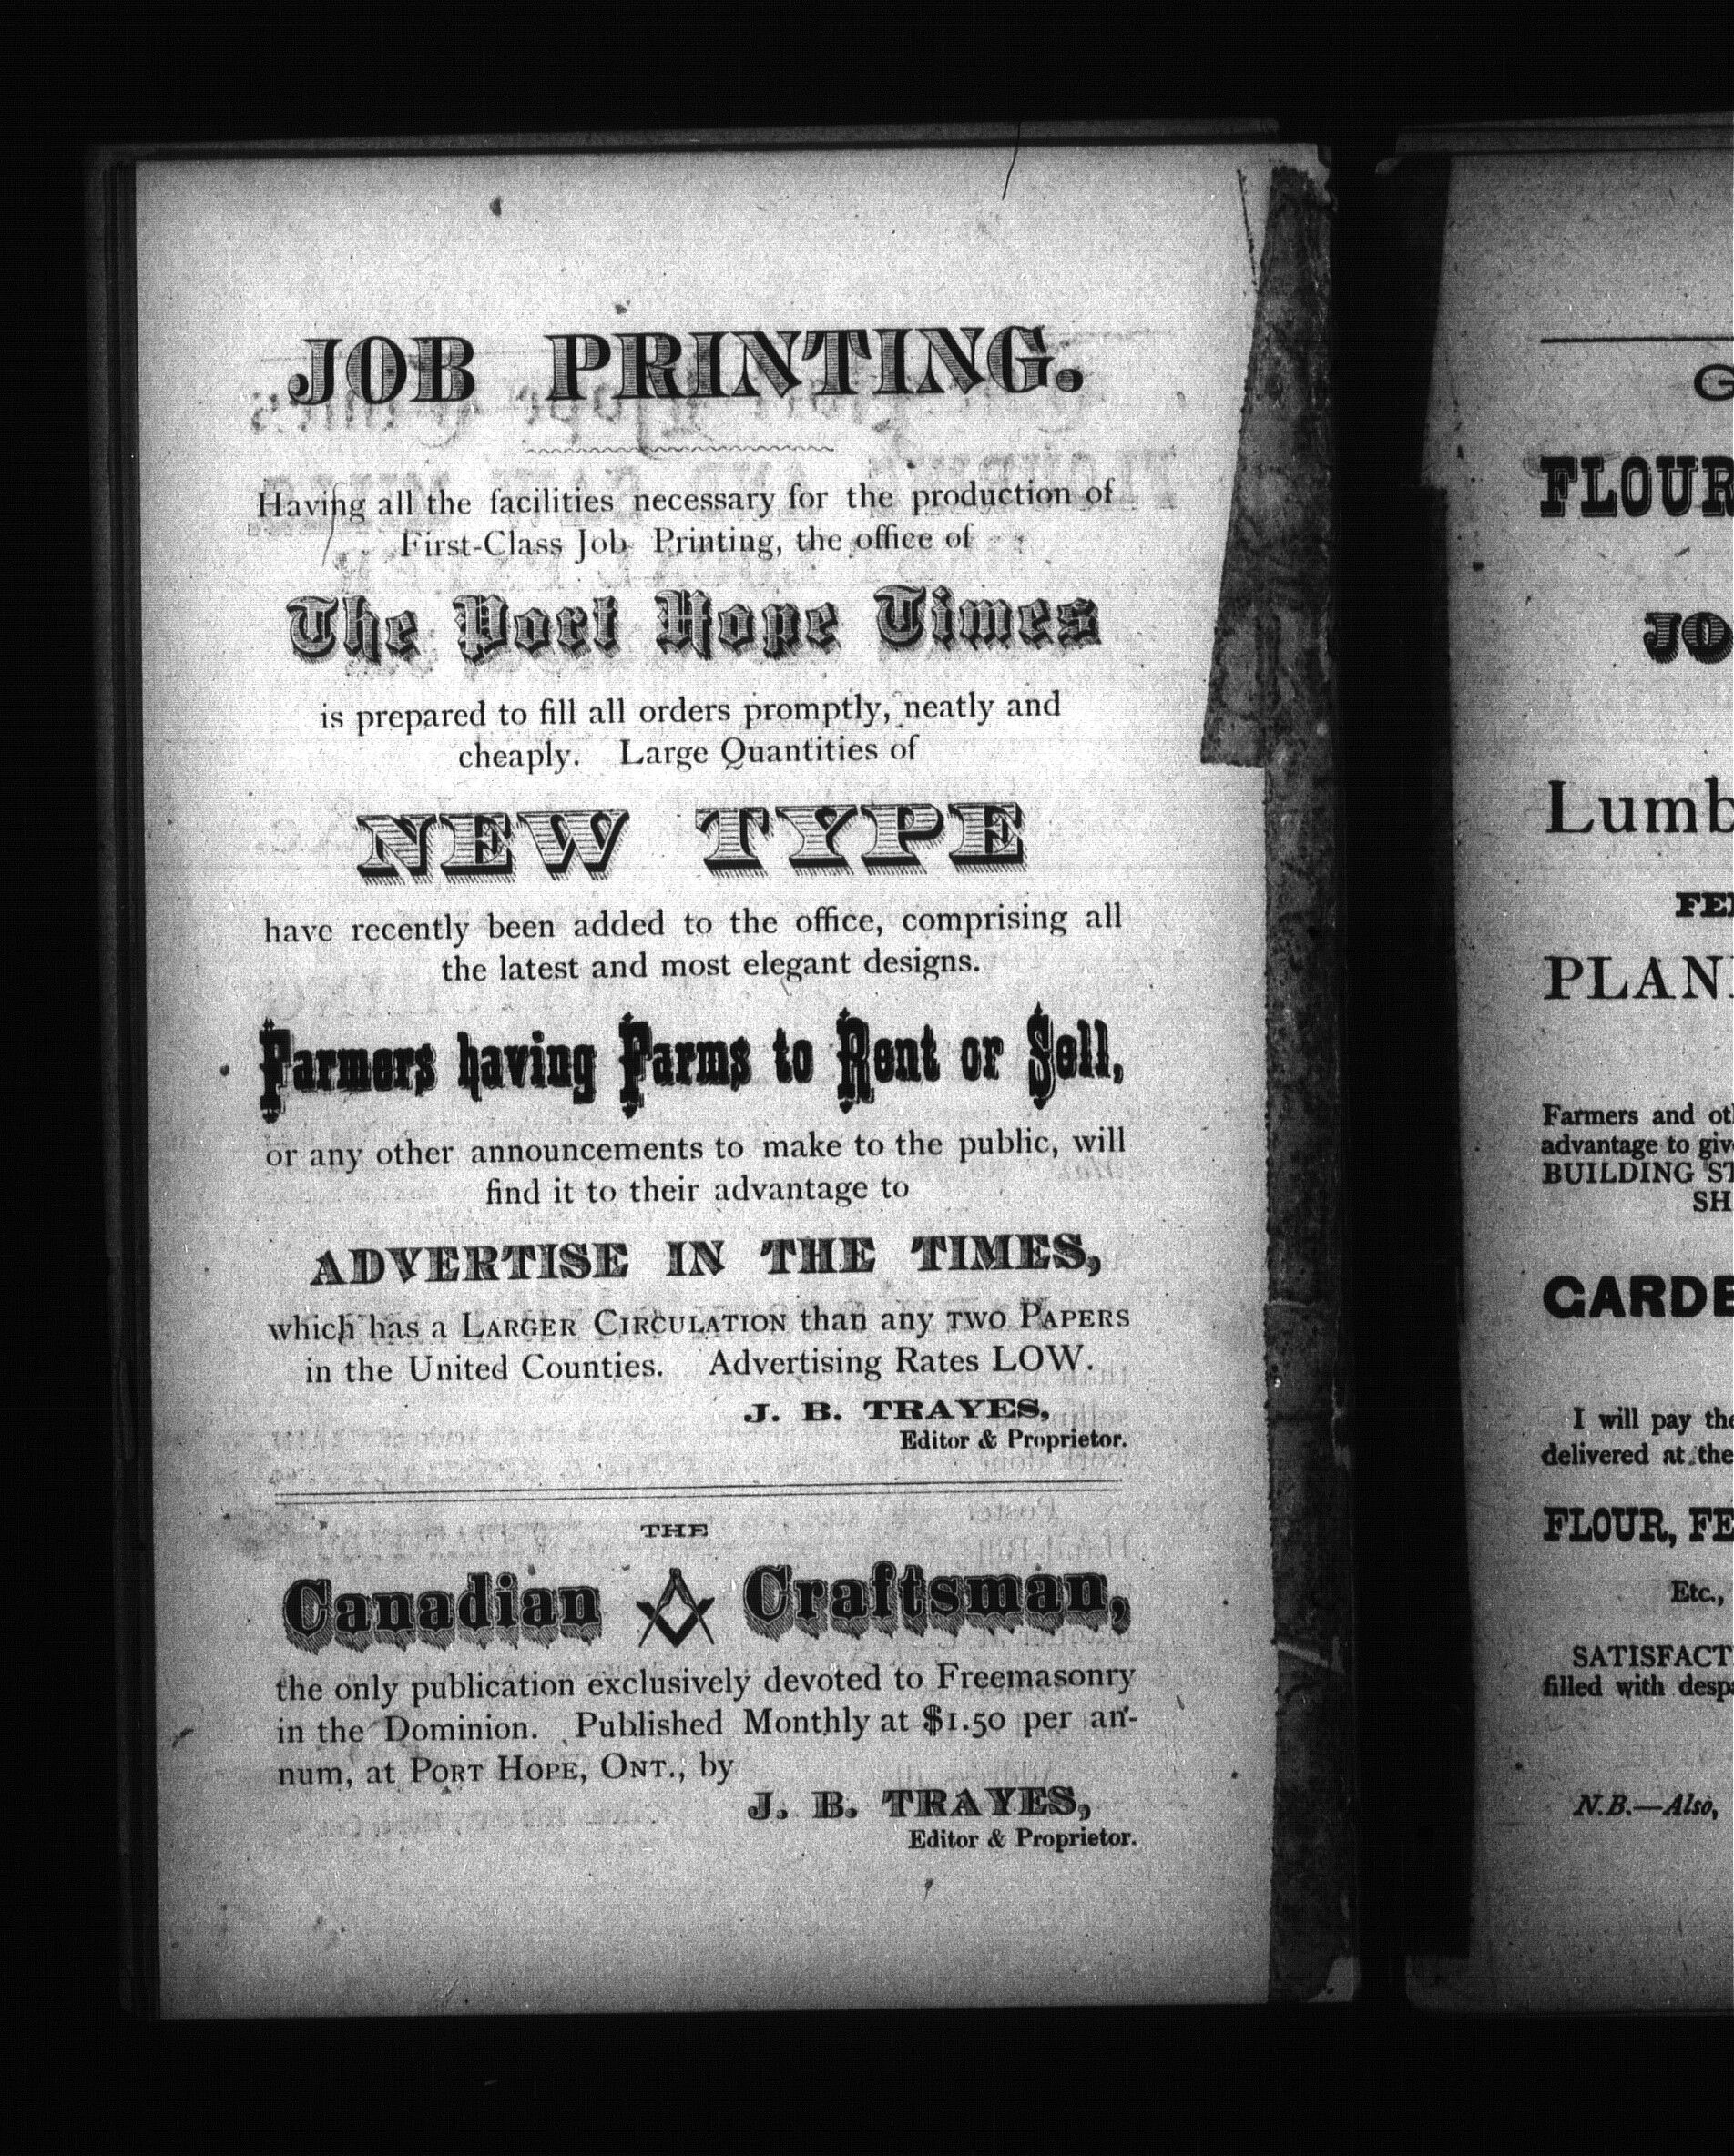 JOB PRINTING.
Having all the facilities necessary for the production of
First-Class Job Printing, the office of
The Port Hope Times
is prepared to fill all orders promptly, neatly and
cheaply. Large Quantities of
NEW TYPE
have recently been added to the office, comprising all
the latest and most elegant designs.
Farmers having Farms to Rent or Sell,
or any other announcements to make to the public, will
find it to their advantage to
ADVERTISE IN THE TIMES,
which has a LARGER CIRCULATION than any TWO PAPERS
in the United Counties. Advertising Rates LOW.
J. B. TRAYES,
Editor & Proprietor.
THE
Canadian Craftsman,
the only publication exclusively devoted to Freemasonry
in the Dominion. Published Monthly at $1.50 per an-
num, at PORT HOPE, ONT., by
J. B. TRAYES,
Editor & Proprietor.
G
FLOUR
JO
Lumb
FE
PLAN
Farmers and ot
advantage to giv
BUILDING ST
SH
GARDE
I will pay the
delivered at the
FLOUR, FE
Etc.,
SATISFACT
filled with desp
N.B.—Also,